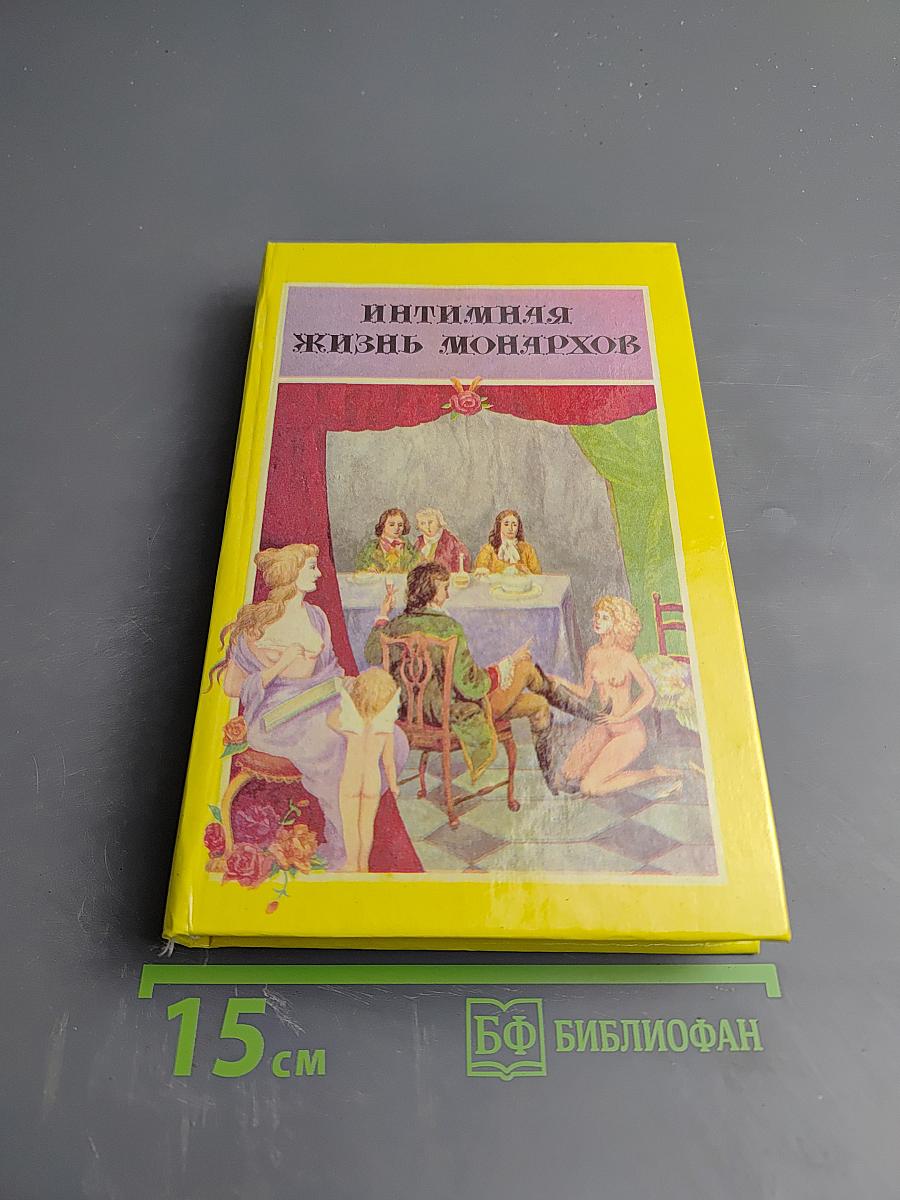 ИНТИМНАЯ
ЖИЗНЬ МОНАРХОВ
15 см
БФ БИБЛИОФАН